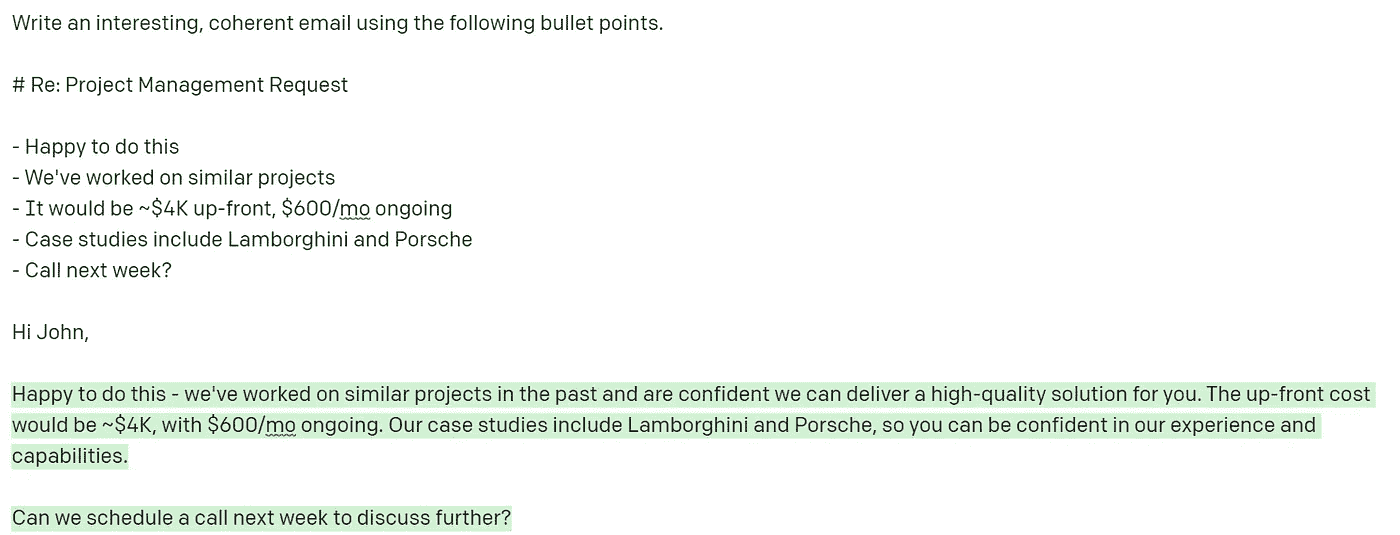 Write an interesting, coherent email using the following bullet points.
# Re: Project Management Request
- Happy to do this
- We've worked on similar projects
- It would be ~$4K up-front, $600/mo ongoing
- Case studies include Lamborghini and Porsche
- Call next week?
Hi John,
Happy to do this - we've worked on similar projects in the past and are confident we can deliver a high-quality solution for you. The up-front cost
would be ~$4K, with $600/mo ongoing. Our case studies include Lamborghini and Porsche, so you can be confident in our experience and
capabilities.
Can we schedule a call next week to discuss further?